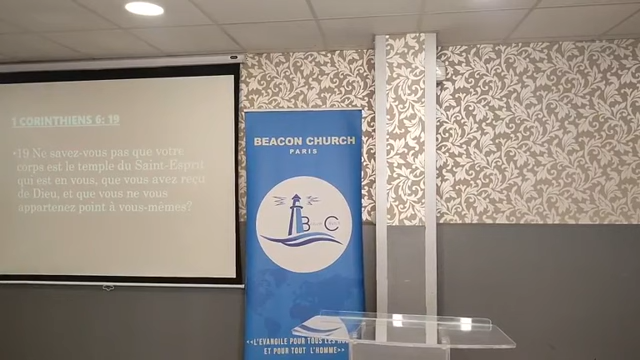 1 CORINTHIENS 6: 19
•19 Ne savez-vous pas que votre
corps est le temple du Saint-Esprit
qui est en vous, que vous avez reçu
de Dieu, et que vous ne vous
appartenez point à vous-mêmes?
BEACON CHURCH
PARIS
B C
<<L'EVANGILE POUR TOUS LES
ET POUR TOUT L'HOMME>>